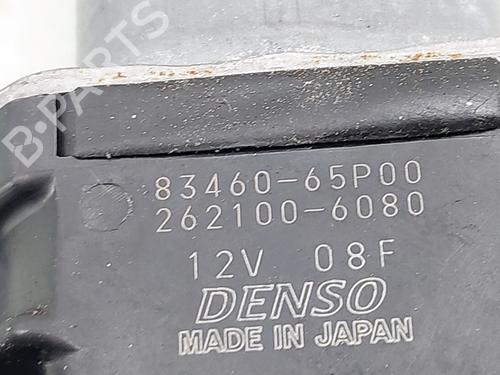 B-PARTS
83460-65P00
262100-6080
12V 08F
DENSO
MADE IN JAPAN